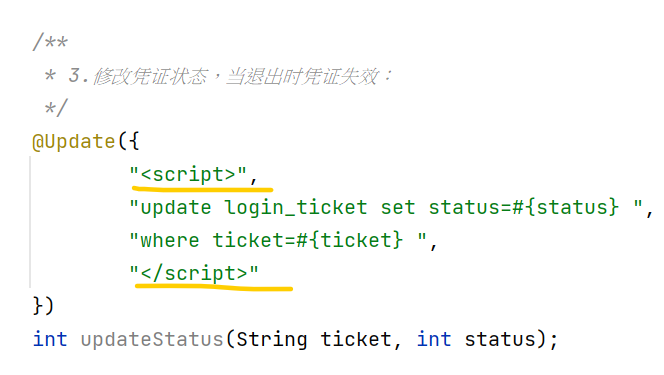 /**
 * 3.修改凭证状态，当退出时凭证失效：
 */
@Update({
        "<script>",
        "update login_ticket set status=#{status} ",
        "where ticket=#{ticket} ",
        "</script>"
})
int updateStatus(String ticket, int status);